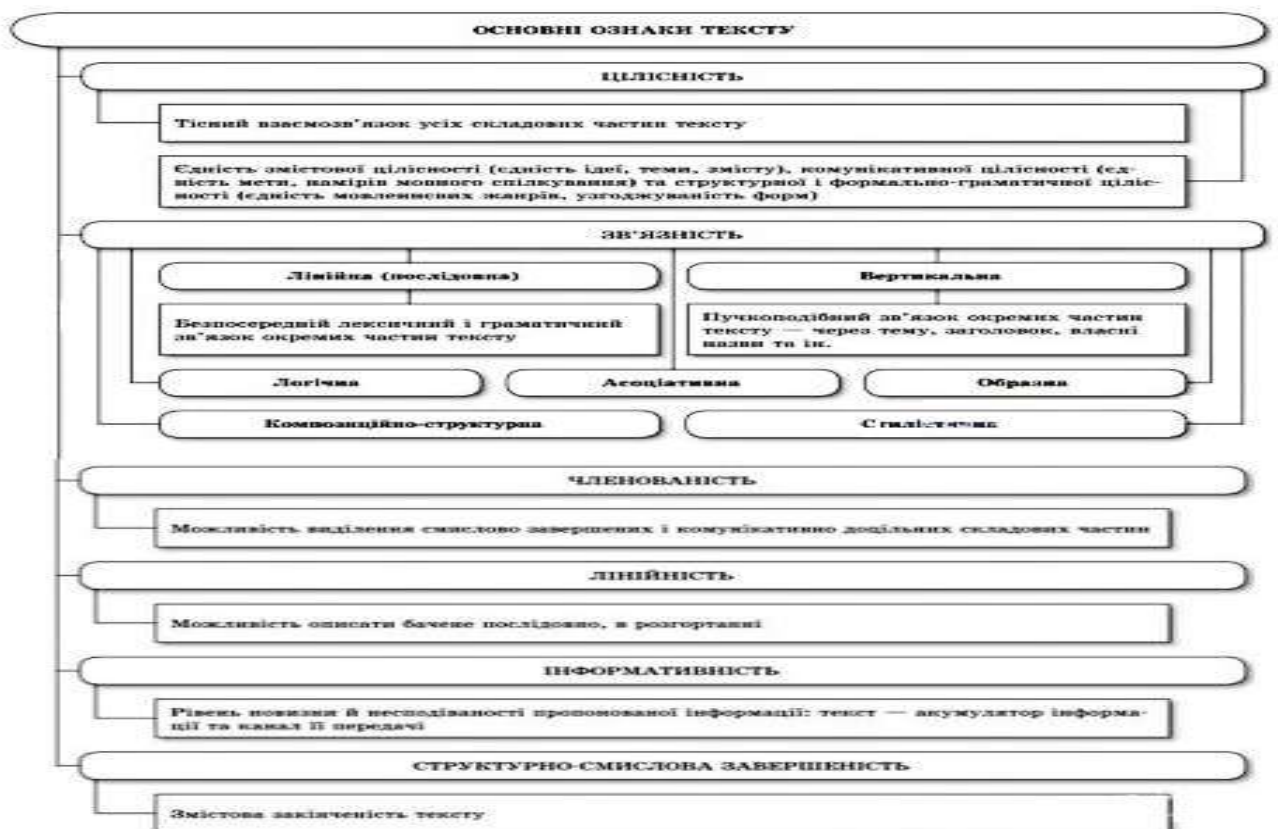 ОСНОВНІ ОЗНАКИ ТЕКСТУ
ЦІЛІСНІСТЬ
Тісний взаємозв'язок усіх складових частин тексту
Єдність змістової цілісності (єдність ідеї, теми, змісту), комунікативної цілісності (єд-
ність мети, намірів мовного спілкування) та структурної і формально-граматичної ціліс-
ності (єдність мовленнєвих жанрів, узгоджуваність форм)
ЗВ'ЯЗНІСТЬ
Лінійна (послідовна)
Вертикальна
Безпосередній лексичний і граматичний
зв'язок окремих частин тексту
Пучкоподібний зв'язок окремих частин
тексту — через тему, заголовок, власні
назви та ін.
Логічна
Асоціативна
Образна
Композиційно-структурна
Стилістична
ЧЛЕНОВАНІСТЬ
Можливість виділення смислово завершених і комунікативно доцільних складових частин
ЛІНІЙНІСТЬ
Можливість описати бачене послідовно, в розгортанні
ІНФОРМАТИВНІСТЬ
Рівень новизни й несподіваності пропонованої інформації: текст — акумулятор інформа-
ції та канал її передачі
СТРУКТУРНО-СМИСЛОВА ЗАВЕРШЕНІСТЬ
Змістова закінченість тексту